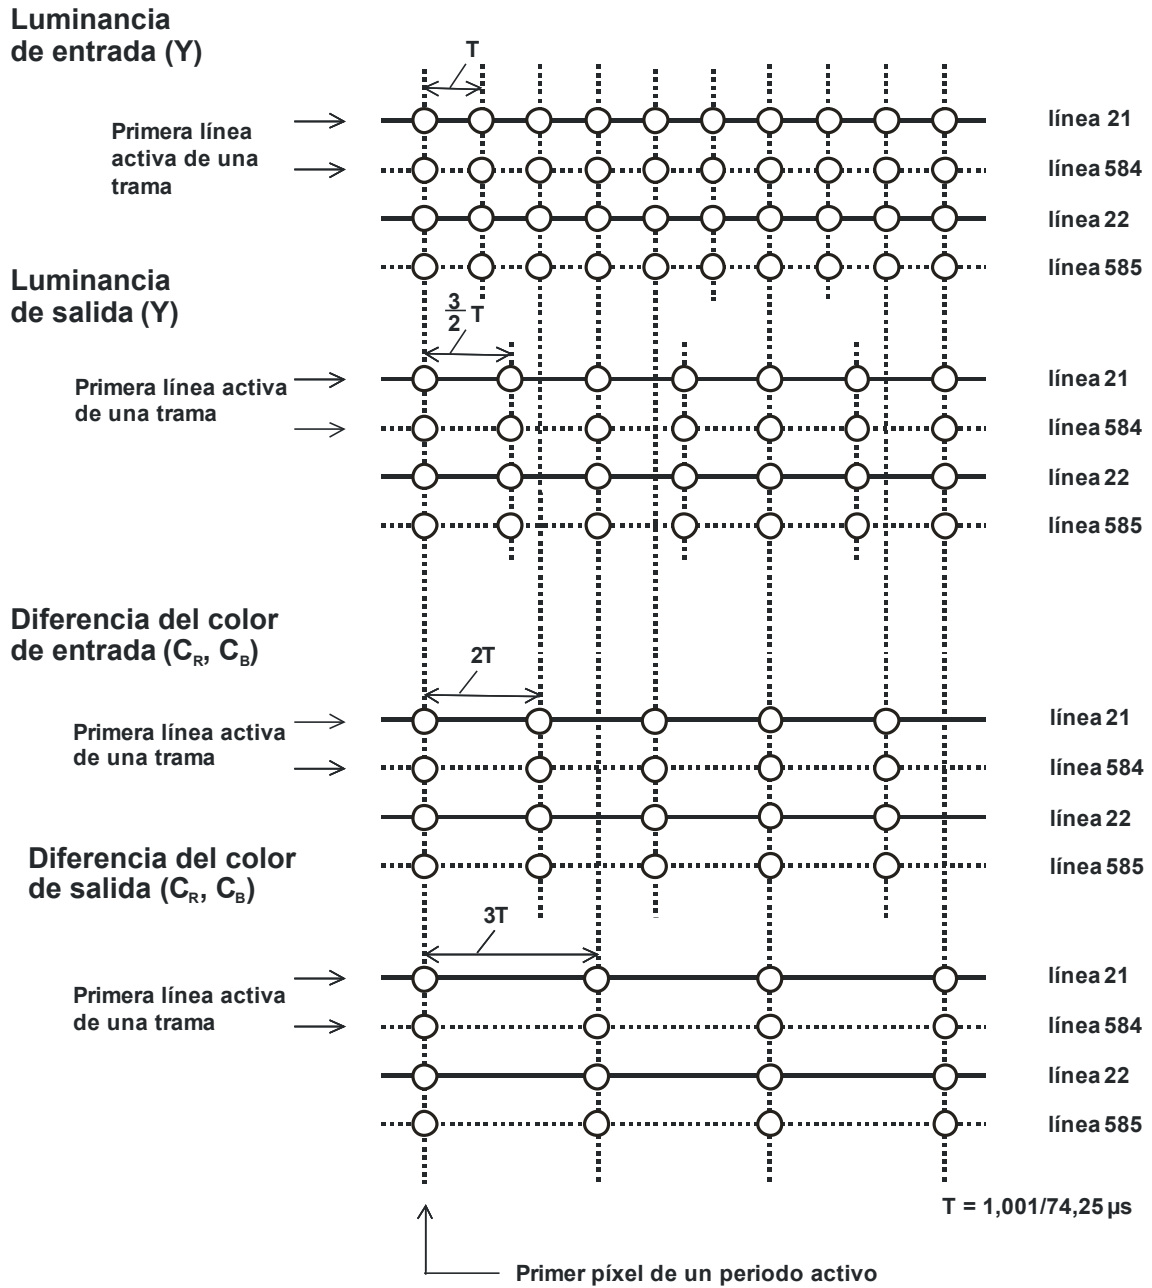 Luminancia
de entrada (Y)
T
Primera línea
activa de una
trama
línea 21
línea 584
línea 22
línea 585
Luminancia
de salida (Y)
3
2
T
Primera línea activa
de una trama
línea 21
línea 584
línea 22
línea 585
Diferencia del color
de entrada (CR, CB)
2T
Primera línea activa
de una trama
línea 21
línea 584
línea 22
línea 585
Diferencia del color
de salida (CR, CB)
3T
Primera línea activa
de una trama
línea 21
línea 584
línea 22
línea 585
T = 1,001/74,25 µs
Primer píxel de un periodo activo